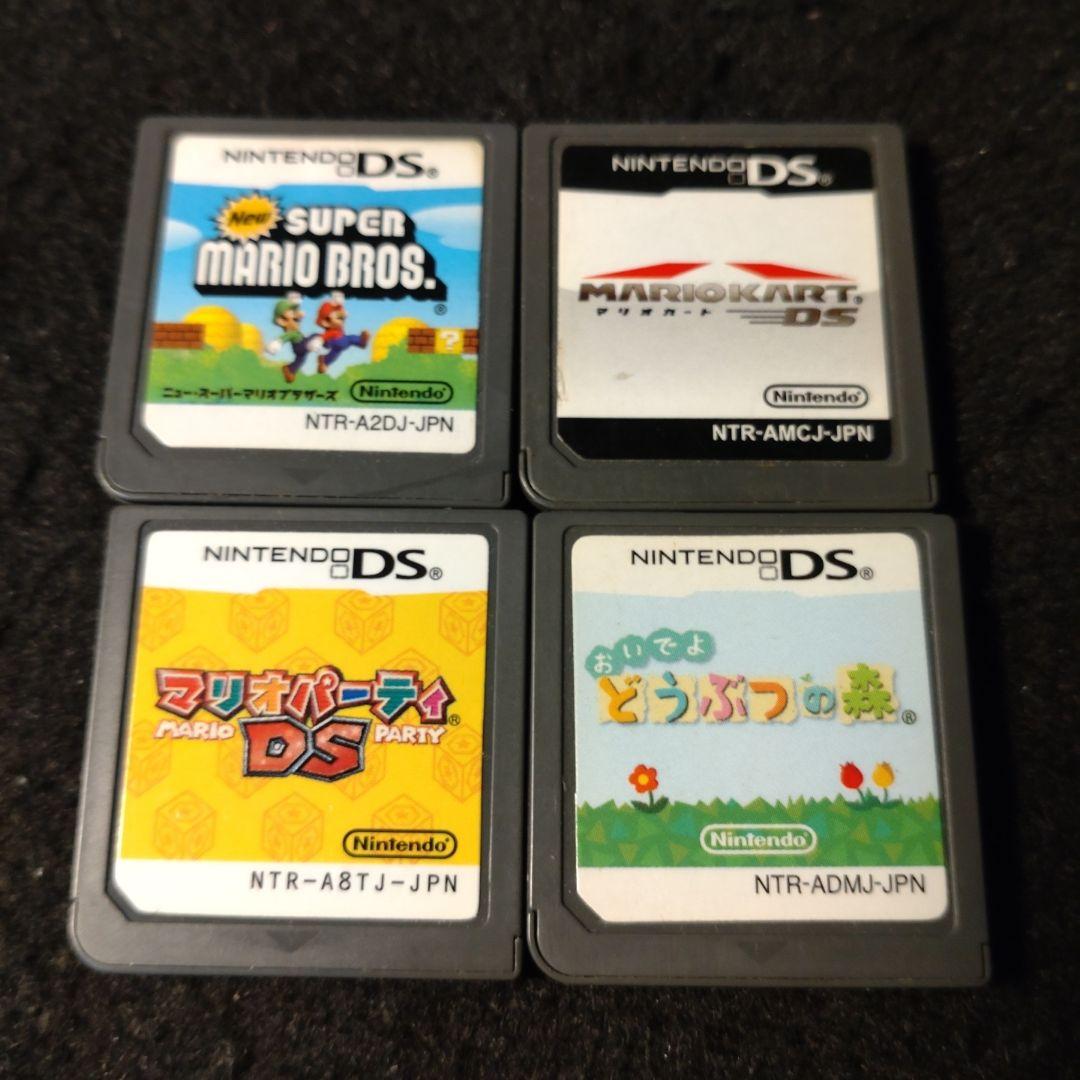 NINTENDO DS®
New
SUPER
MARIO BROS.
®
?
ニュー・スーパーマリオブラザーズ
Nintendo®
NTR-A2DJ-JPN
NINTENDO DS®
MARIOKART®
マリオカート
DS
Nintendo®
NTR-AMCJ-JPN
NINTENDO DS®
マリオパーティ®
MARIO DS PARTY
Nintendo®
NTR-A8TJ-JPN
NINTENDO DS®
おいでよ
どうぶつの森®
Nintendo®
NTR-ADMJ-JPN